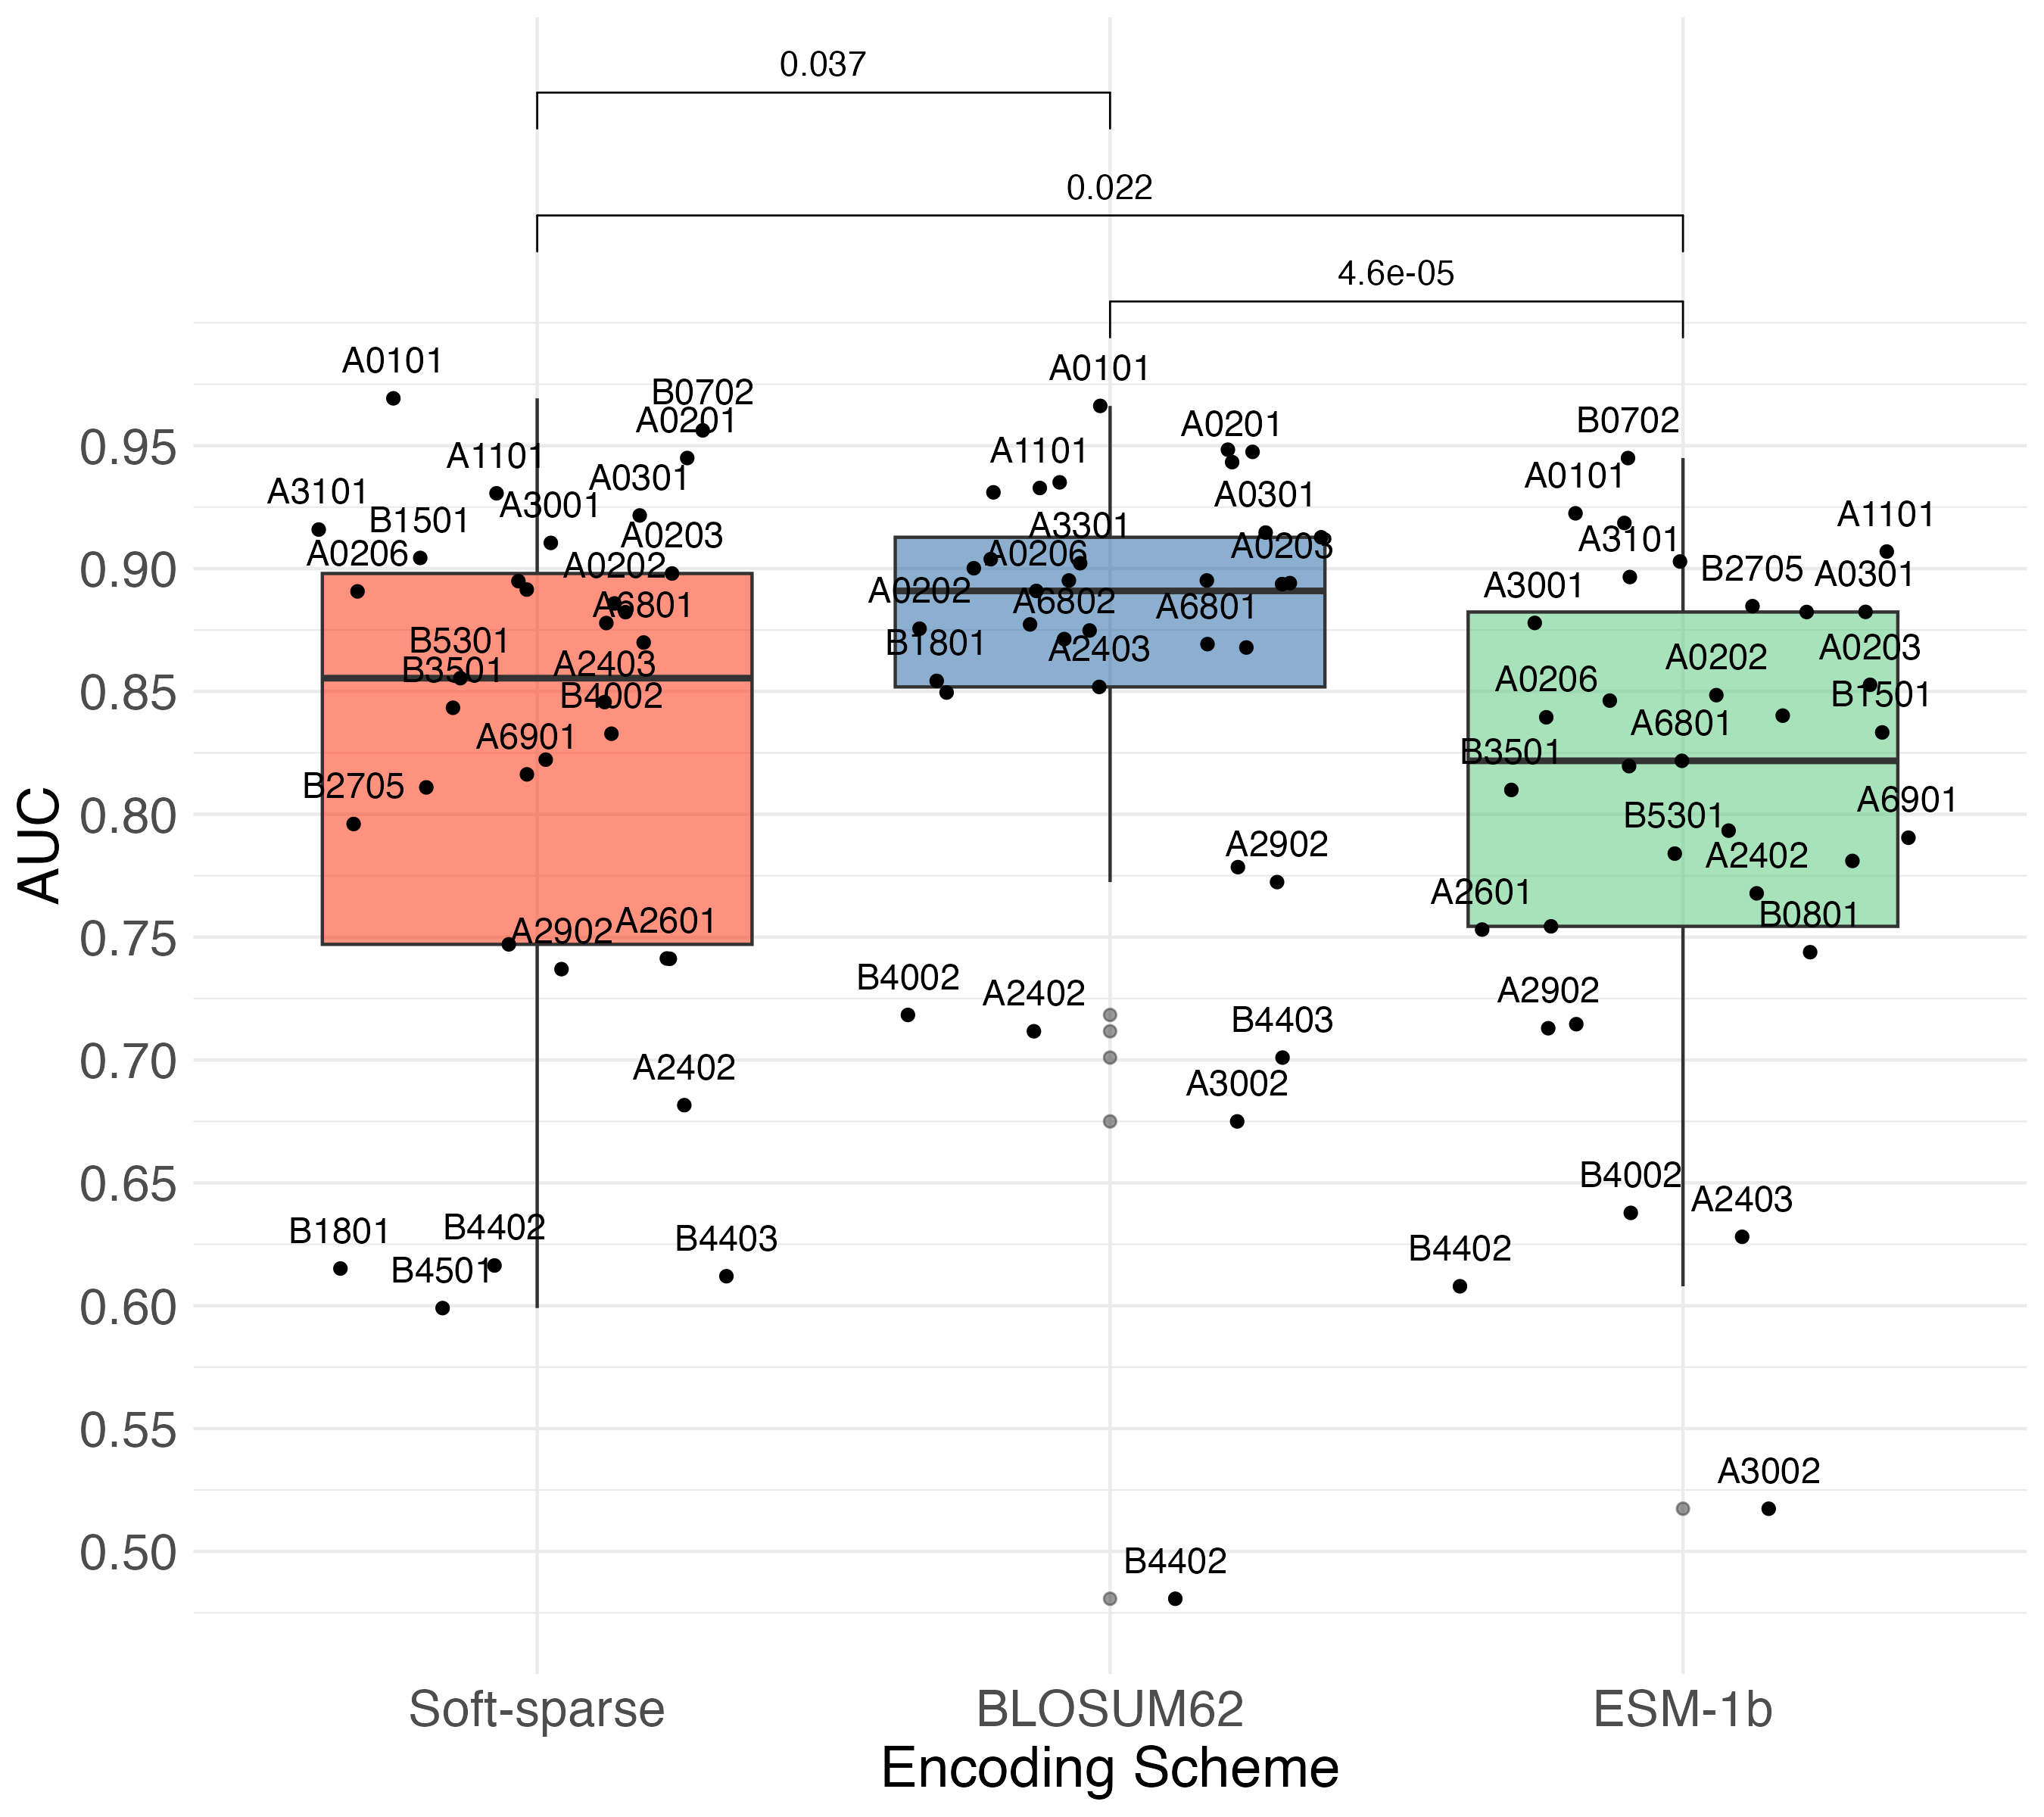 0.037
0.022
4.6e-05
A0101
B0702
A0201
A1101
A0301
A3101
A3001
B1501
A0203
A0206
A0202
A6801
B5301
B3501
A2403
B4002
A6901
B2705
A2902
A2601
A2402
B1801
B4402
B4403
B4501
A0101
A0201
A1101
A0301
A3301
A0206
A0203
A0202
A6802
A6801
B1801
A2403
A2902
B4002
A2402
B4403
A3002
B4402
B0702
A0101
A1101
A3101
B2705
A0301
A3001
A0202
A0203
A0206
B1501
A6801
B3501
A6901
B5301
A2402
A2601
B0801
A2902
B4002
A2403
B4402
A3002
0.95
0.90
0.85
0.80
0.75
0.70
0.65
0.60
0.55
0.50
AUC
Soft-sparse
BLOSUM62
ESM-1b
Encoding Scheme